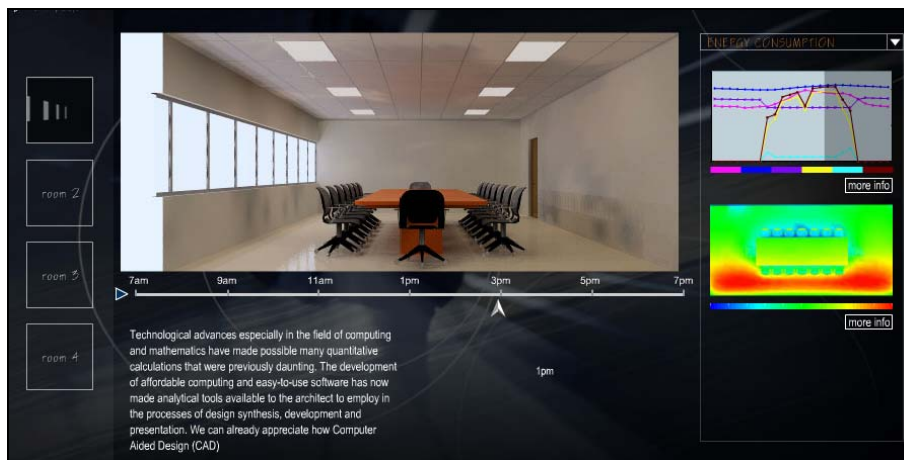 ENERGY CONSUMPTION
room 2
room 3
room 4
more info
more info
7am 9am 11am 1pm 3pm 5pm 7pm
Technological advances especially in the field of computing
and mathematics have made possible many quantitative
calculations that were previously daunting. The development
of affordable computing and easy-to-use software has now
made analytical tools available to the architect to employ in
the processes of design synthesis, development and
presentation. We can already appreciate how Computer
Aided Design (CAD)
1pm